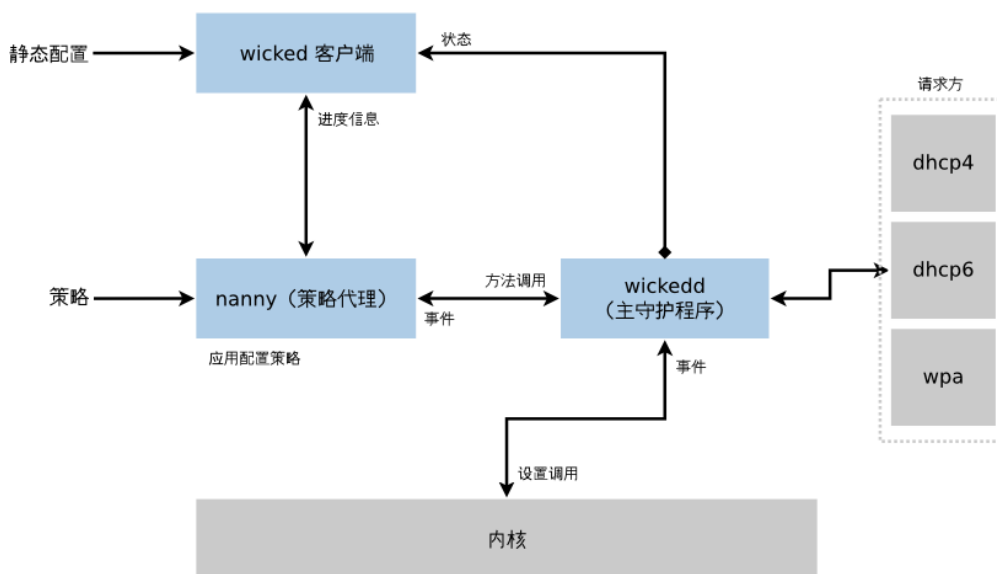 静态配置
wicked 客户端
状态
进度信息
请求方
dhcp4
策略
nanny（策略代理）
方法调用
事件
wickedd
（主守护程序）
dhcp6
应用配置策略
事件
wpa
设置调用
内核